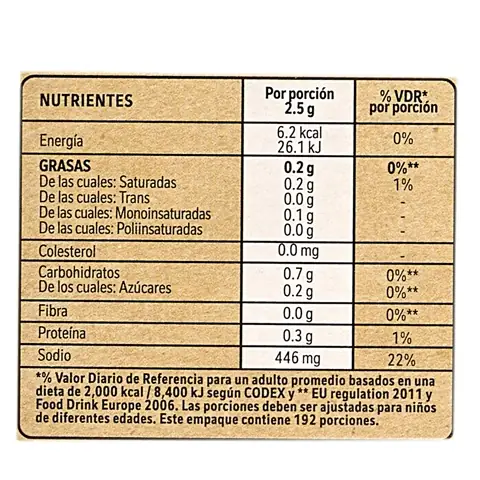 NUTRIENTES Por porción 2.5 g % VDR* por porción
Energía 6.2 kcal 26.1 kJ 0%
GRASAS 0.2 g 0%**
De las cuales: Saturadas 0.2 g 1%
De las cuales: Trans 0.0 g -
De las cuales: Monoinsaturadas 0.1 g -
De las cuales: Poliinsaturadas 0.0 g -
Colesterol 0.0 mg -
Carbohidratos 0.7 g 0%**
De los cuales: Azúcares 0.2 g 0%**
Fibra 0.0 g 0%**
Proteína 0.3 g 1%
Sodio 446 mg 22%
*% Valor Diario de Referencia para un adulto promedio basados en una
dieta de 2,000 kcal / 8,400 kJ según CODEX y ** EU regulation 2011 y
Food Drink Europe 2006. Las porciones deben ser ajustadas para niños
de diferentes edades. Este empaque contiene 192 porciones.